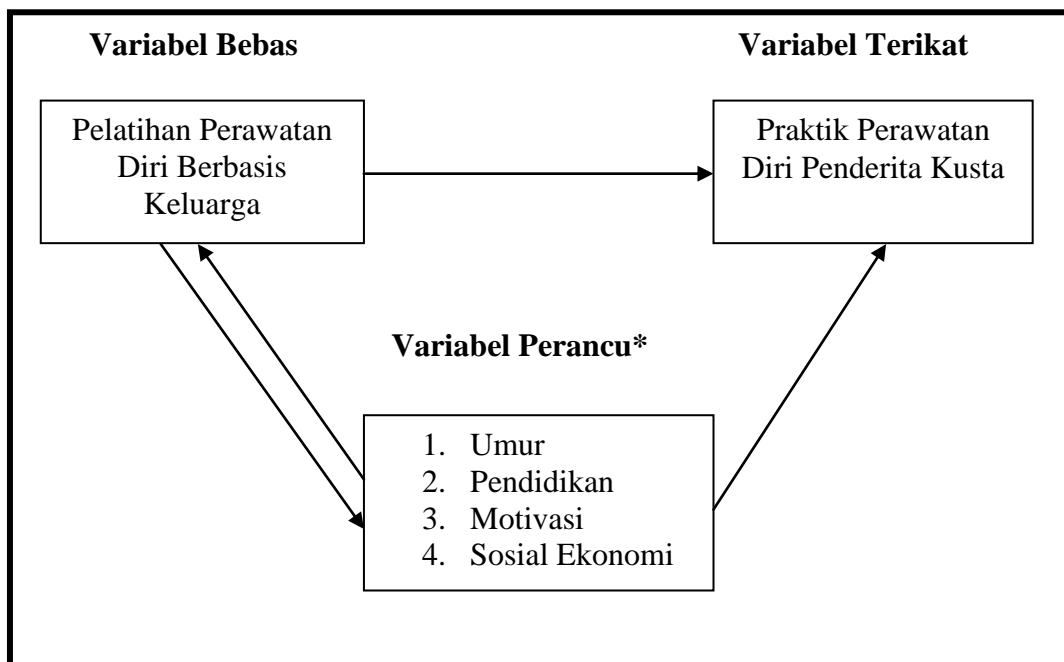 Variabel Bebas
Variabel Terikat
Pelatihan Perawatan
Diri Berbasis
Keluarga
Praktik Perawatan
Diri Penderita Kusta
Variabel Perancu*
1. Umur
2. Pendidikan
3. Motivasi
4. Sosial Ekonomi